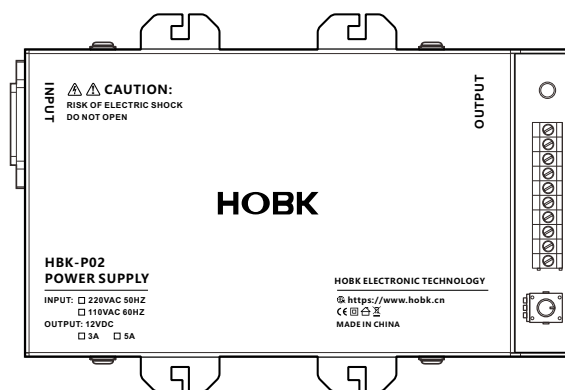 INPUT
CAUTION:
RISK OF ELECTRIC SHOCK
DO NOT OPEN
OUTPUT
HOBK
HBK-P02
POWER SUPPLY
INPUT: □ 220VAC 50HZ
□ 110VAC 60HZ
OUTPUT: 12VDC
□ 3A □ 5A
HOBK ELECTRONIC TECHNOLOGY
https://www.hobk.cn
CE
MADE IN CHINA